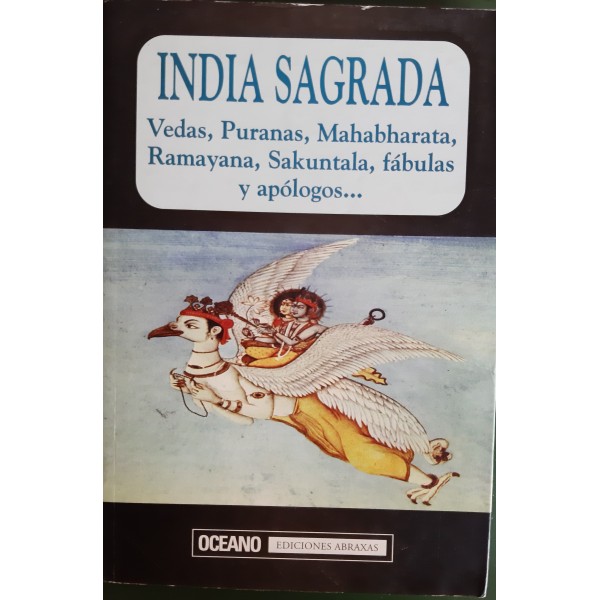 INDIA SAGRADA
Vedas, Puranas, Mahabharata,
Ramayana, Sakuntala, fábulas
y apólogos...
OCEANO EDICIONES ABRAXAS